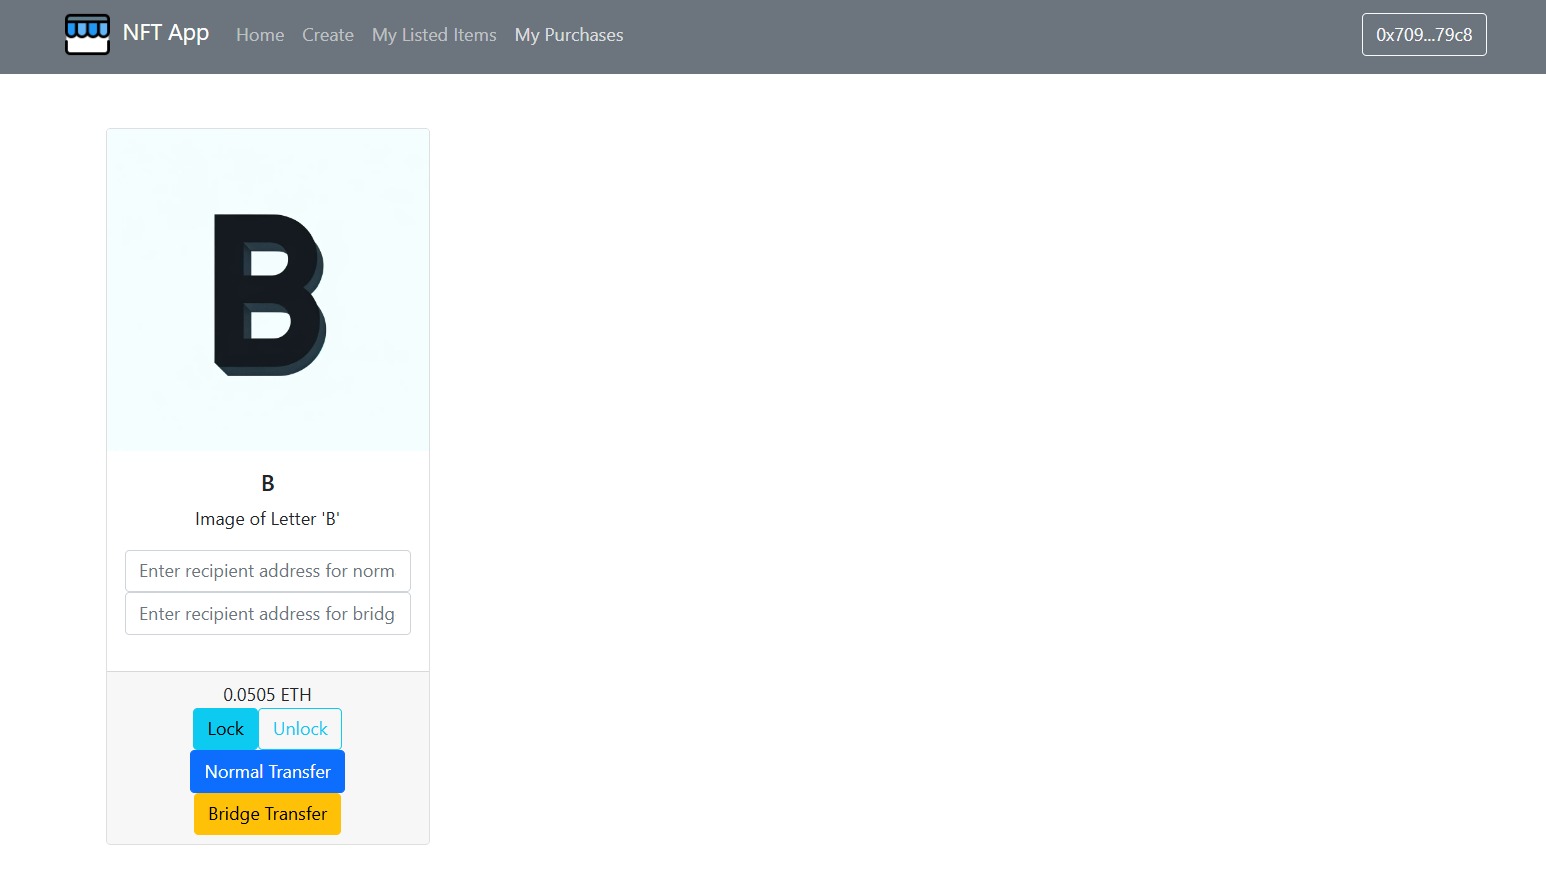 NFT App Home Create My Listed Items My Purchases 0x709...79c8
B
B
Image of Letter 'B'
Enter recipient address for norm
Enter recipient address for bridg
0.0505 ETH
Lock Unlock
Normal Transfer
Bridge Transfer